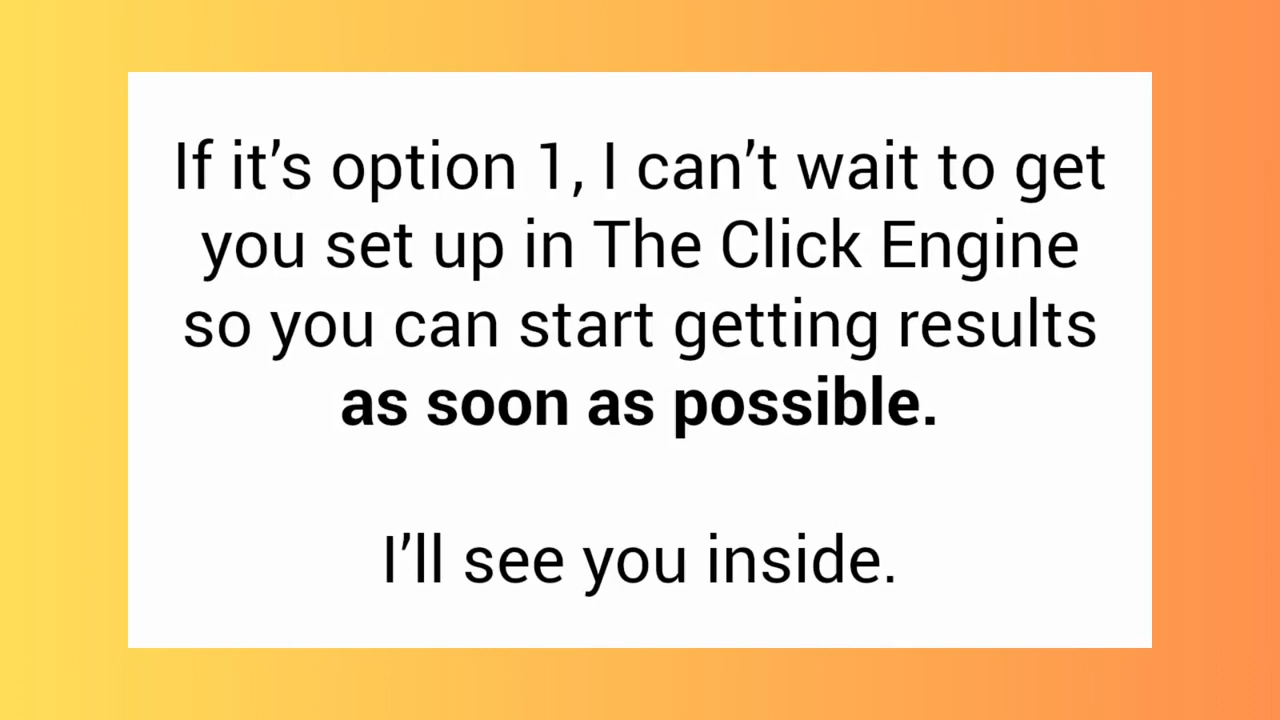 If it’s option 1, I can’t wait to get
you set up in The Click Engine
so you can start getting results
as soon as possible.
I’ll see you inside.